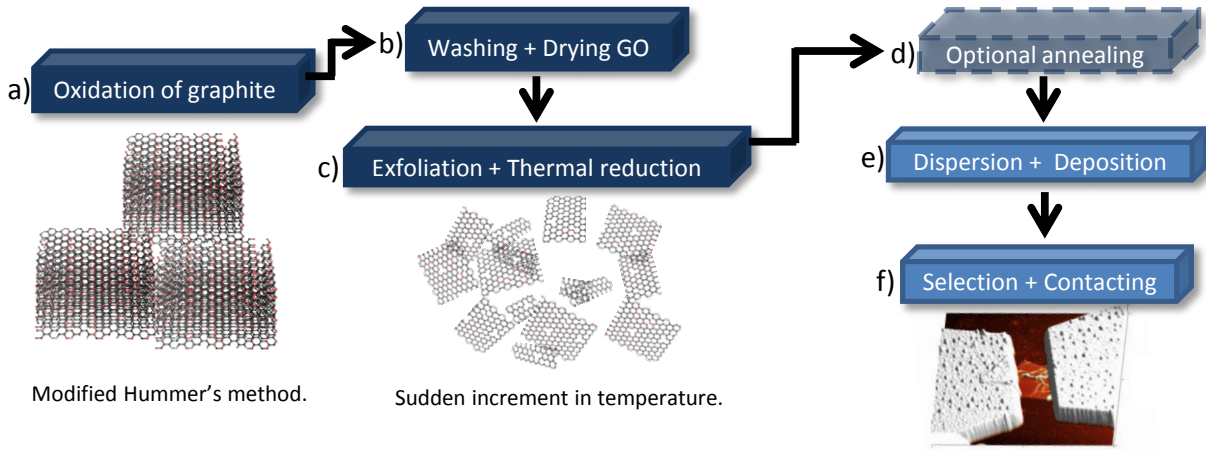 a) Oxidation of graphite
b) Washing + Drying GO
c) Exfoliation + Thermal reduction
d) Optional annealing
e) Dispersion + Deposition
f) Selection + Contacting
Modified Hummer’s method.
Sudden increment in temperature.